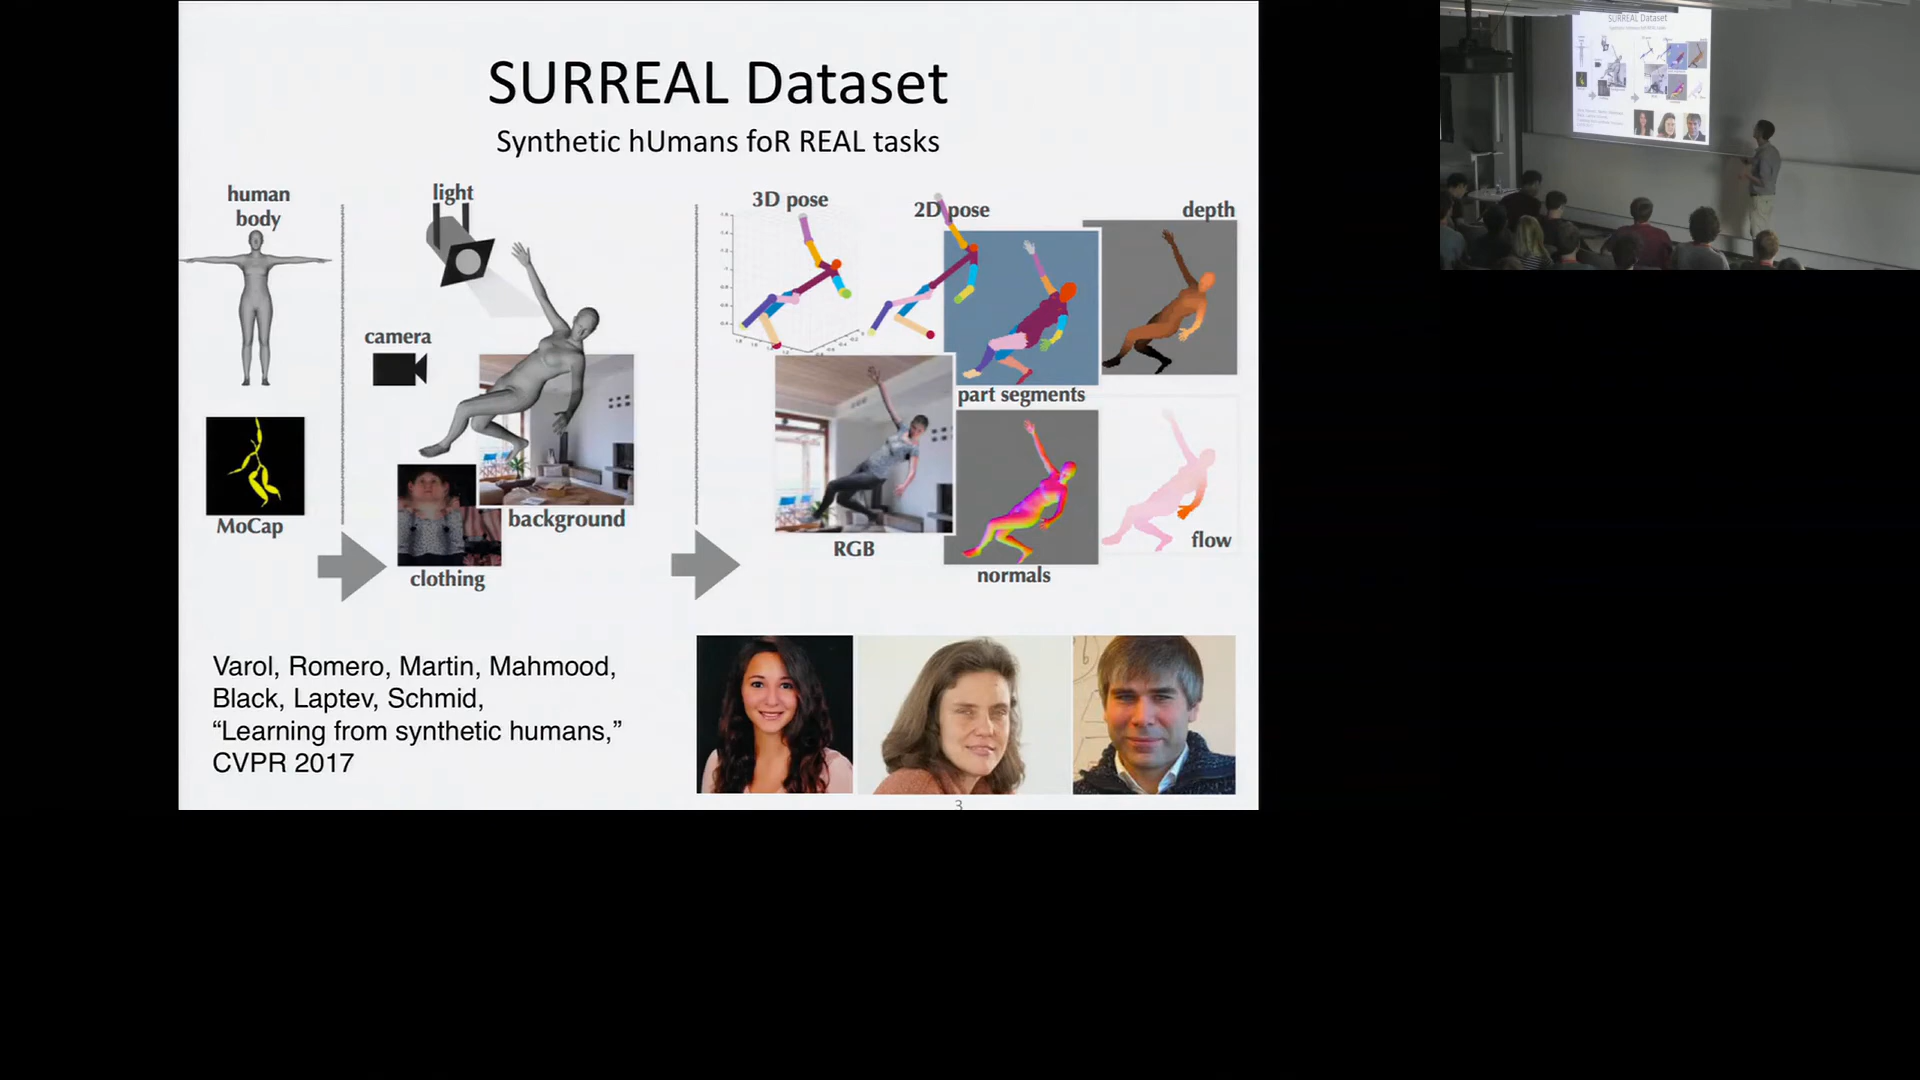 SURREAL Dataset
Synthetic hUmans foR REAL tasks
human
body
MoCap
light
camera
background
clothing
3D pose
2D pose
depth
part segments
RGB
normals
flow
Varol, Romero, Martin, Mahmood,
Black, Laptev, Schmid,
“Learning from synthetic humans,”
CVPR 2017
3
SURREAL Dataset